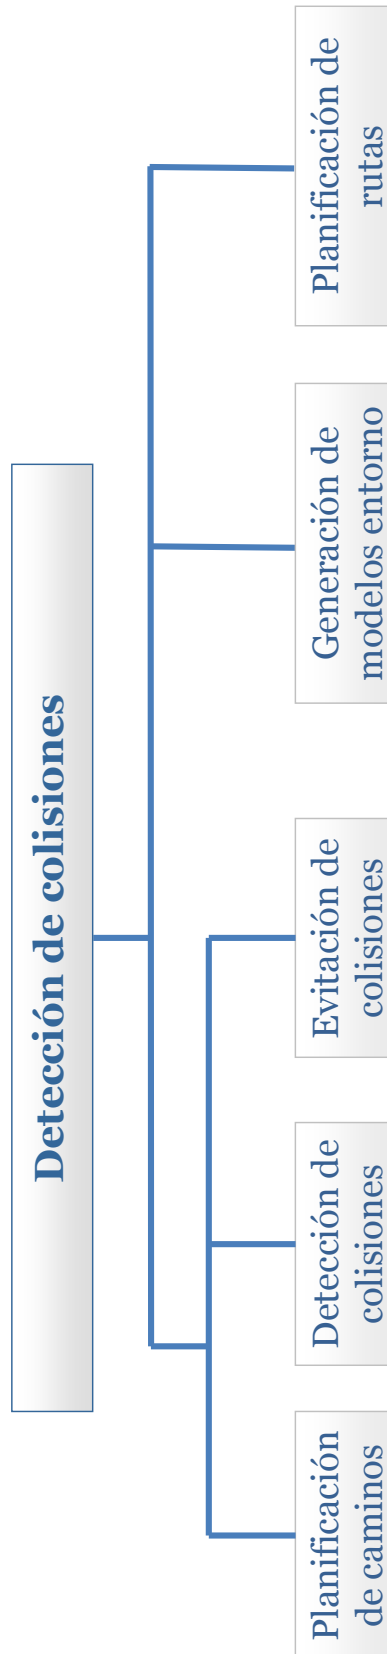 Detección de colisiones
Planificación
de caminos
Detección de
colisiones
Evitación de
colisiones
Generación de
modelos entorno
Planificación de
rutas